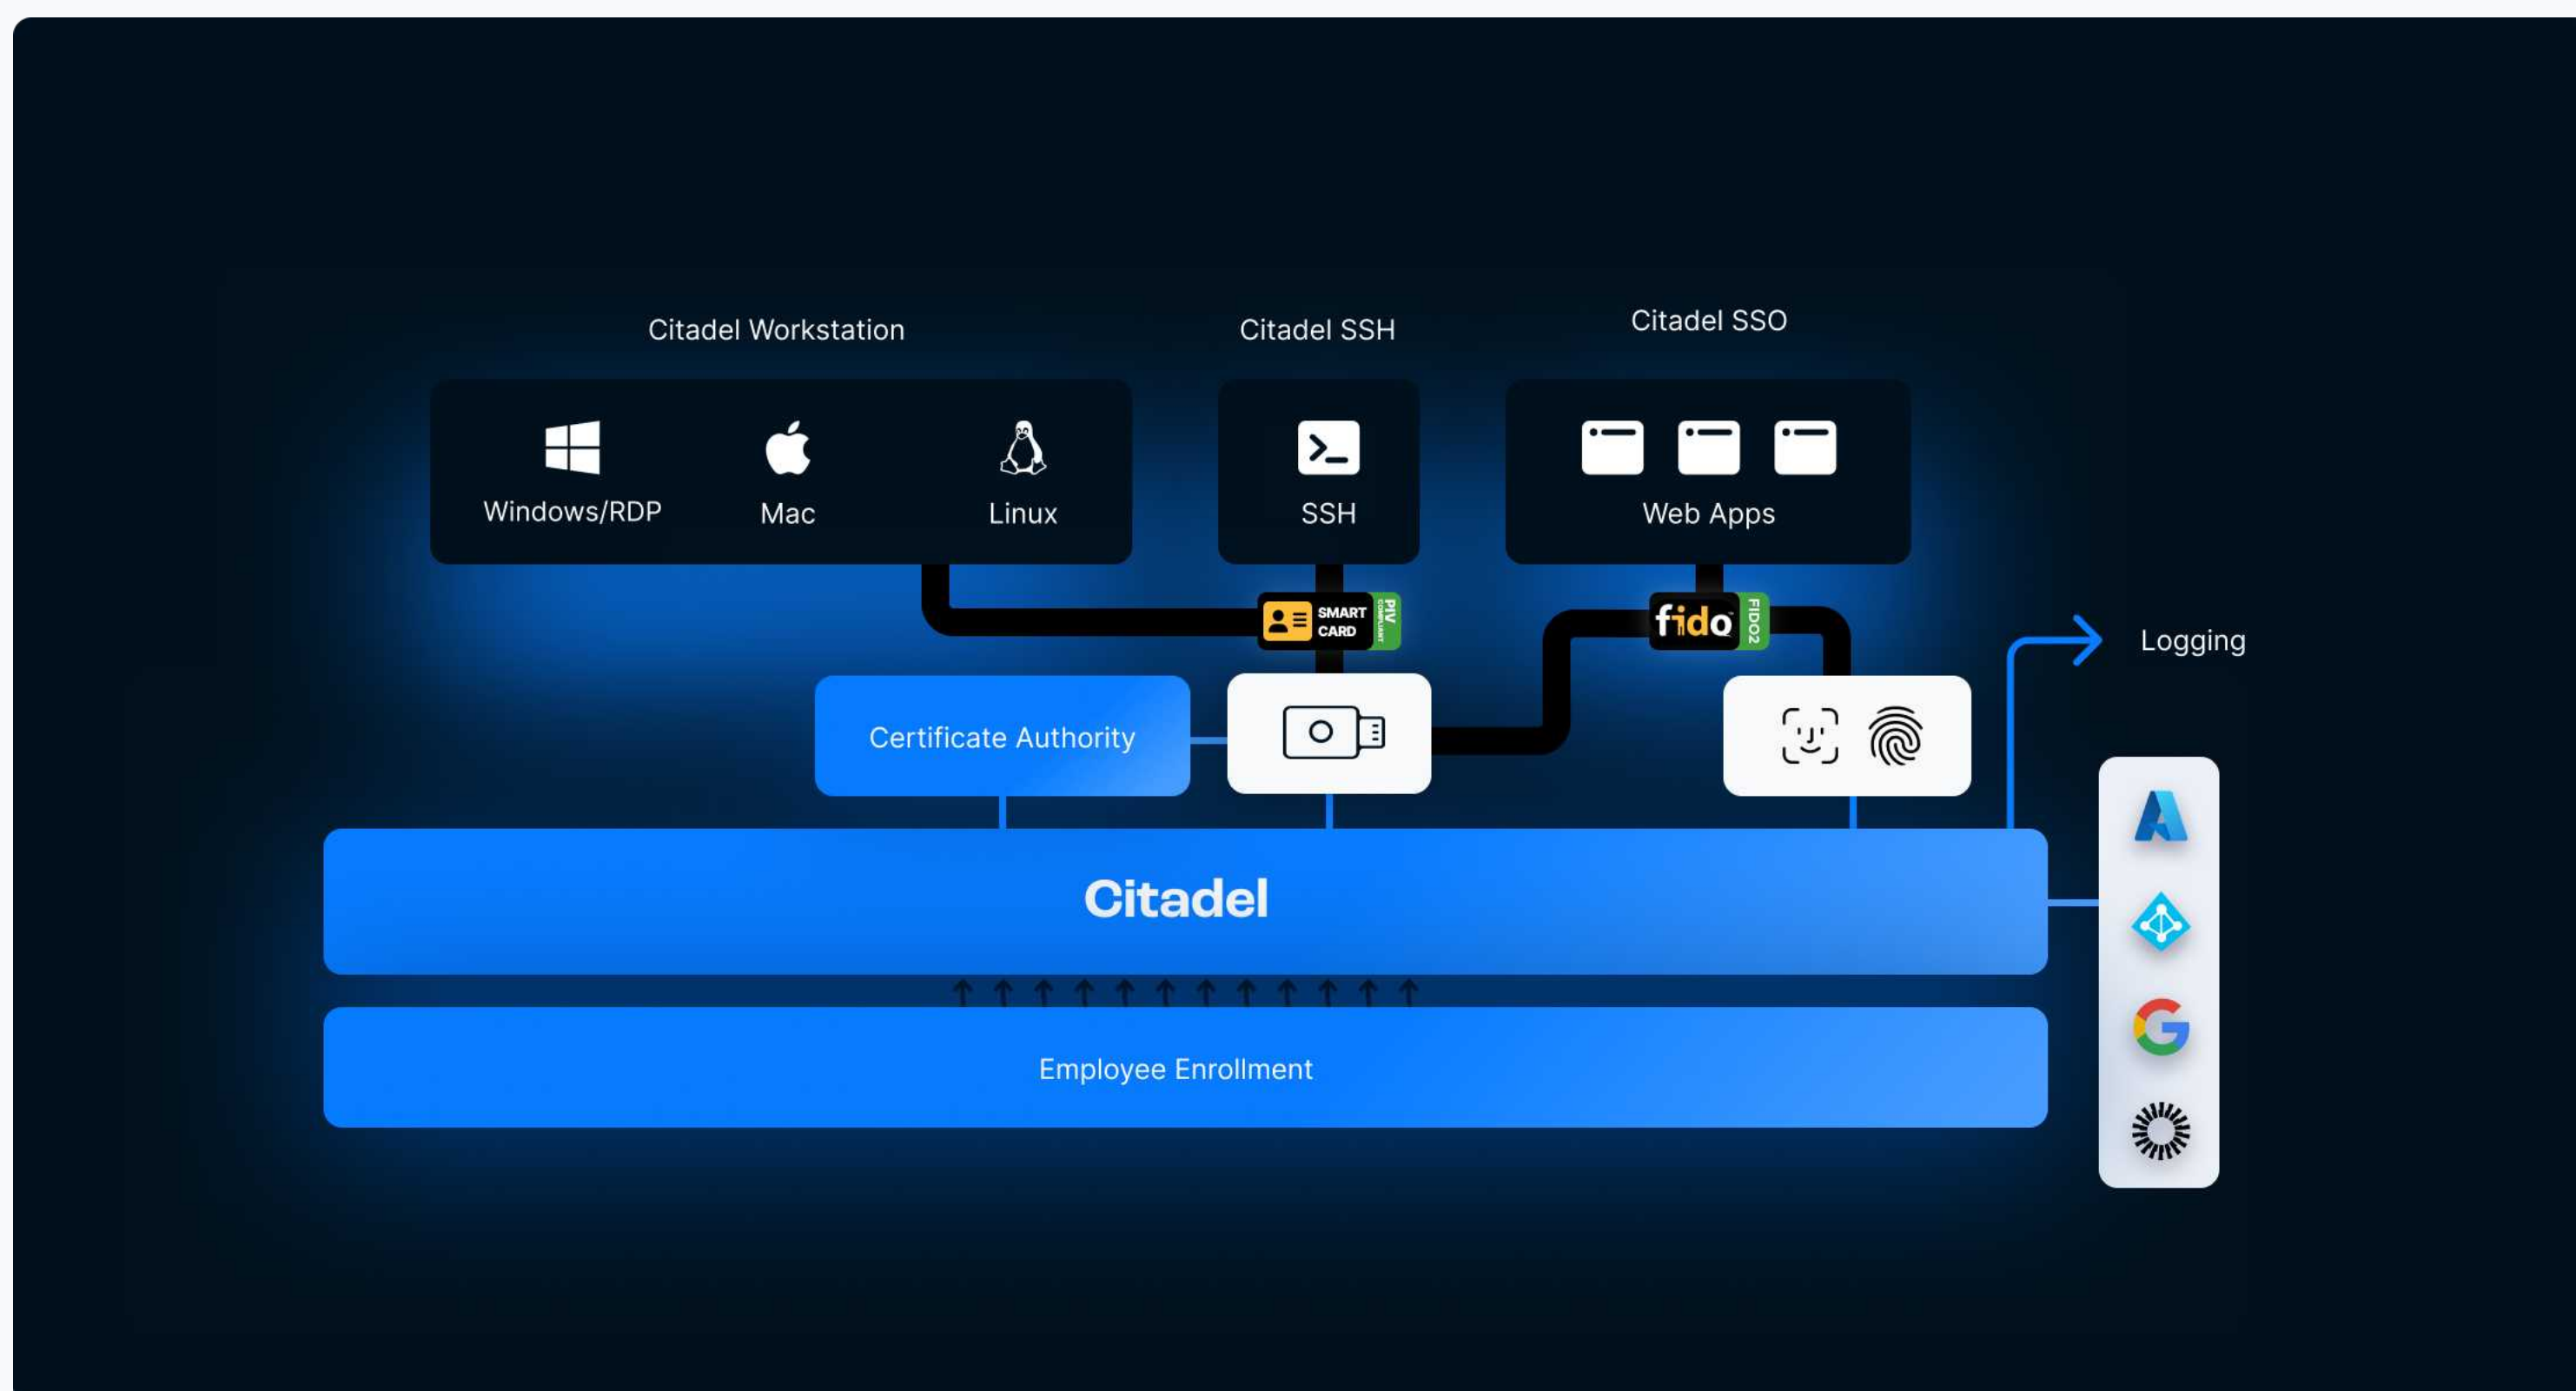 Citadel Workstation
Citadel SSH
Citadel SSO
Windows/RDP
Mac
Linux
SSH
Web Apps
SMART
CARD
PIV
COMPLIANT
fido
FIDO2
Logging
Certificate Authority
Citadel
Employee Enrollment